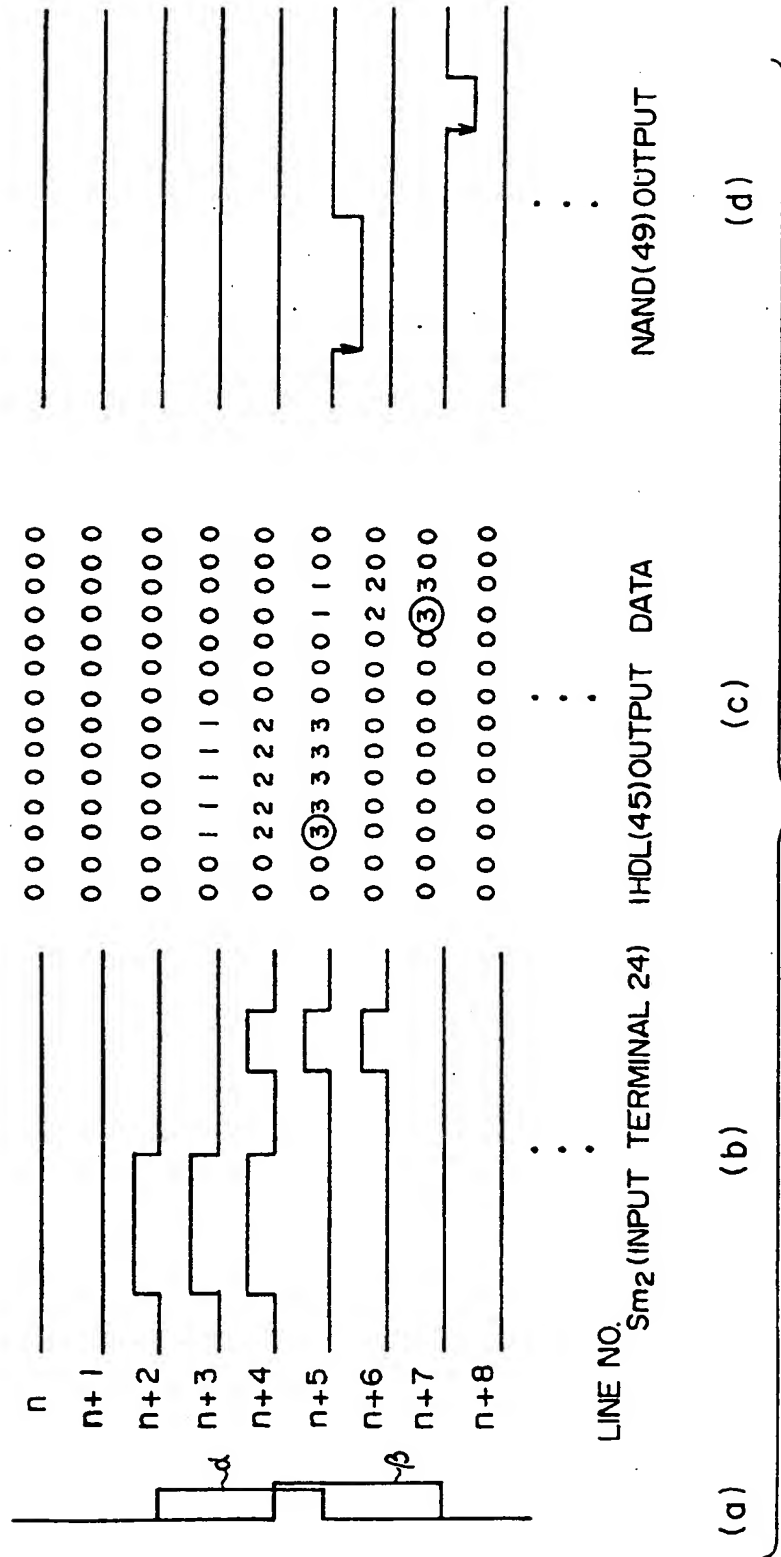 n 0 0 0 0 0 0 0 0 0 0 0 0 0 0
n+1 0 0 0 0 0 0 0 0 0 0 0 0 0 0
n+2 0 0 0 0 0 0 0 0 0 0 0 0 0 0
α
n+3 0 0 1 1 1 1 1 0 0 0 0 0 0 0
n+4 0 0 2 2 2 2 2 0 0 0 0 0 0 0
n+5 0 0 3 3 3 3 3 0 0 0 1 1 0 0
n+6 0 0 0 0 0 0 0 0 0 0 2 2 0 0
β
n+7 0 0 0 0 0 0 0 0 0 0 3 3 0 0
n+8 0 0 0 0 0 0 0 0 0 0 0 0 0 0
LINE NO.
Sm2(INPUT TERMINAL 24) 1HDL(45)OUTPUT DATA NAND(49)OUTPUT
(a) (b) (c) (d)